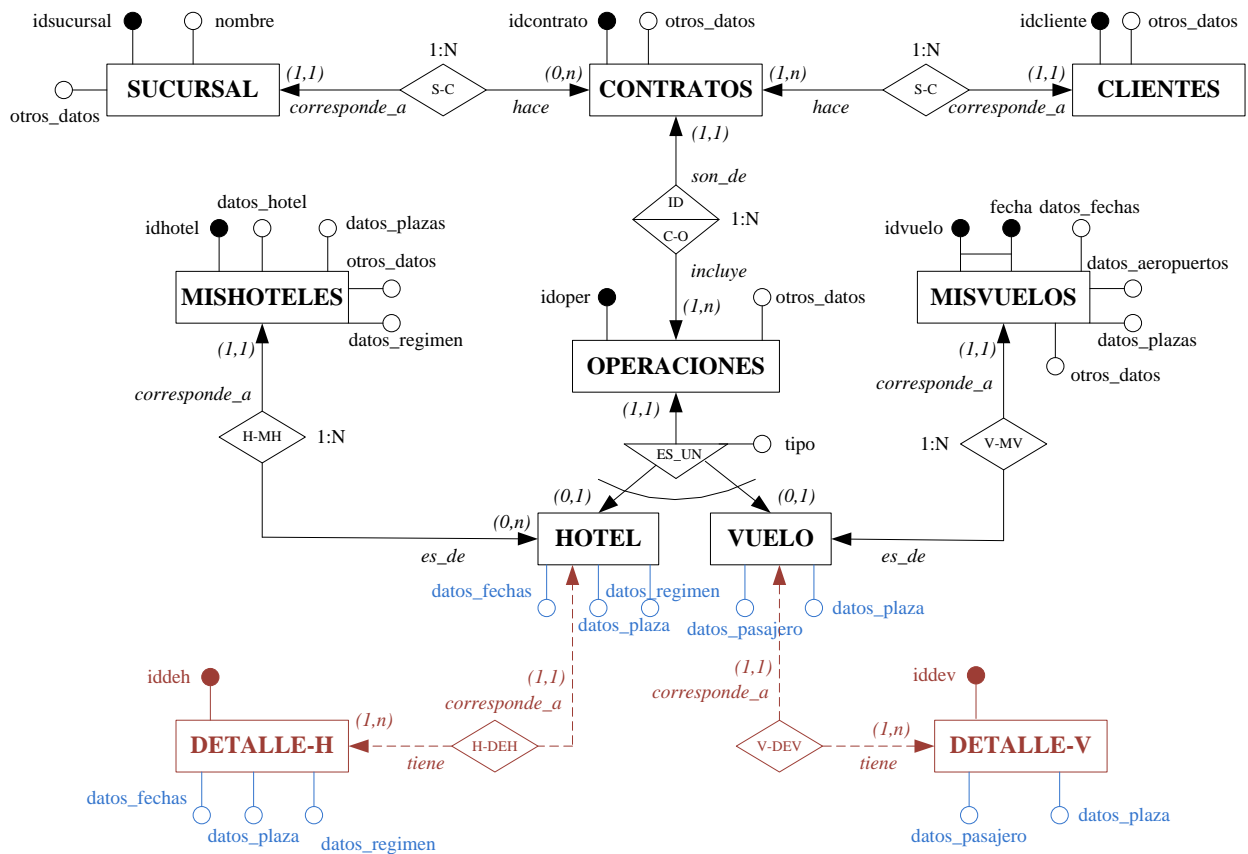 idsucursal
nombre
idcontrato
otros_datos
idcliente
otros_datos
1:N
1:N
(1,1)
(0,n)
(1,n)
(1,1)
SUCURSAL
S-C
CONTRATOS
S-C
CLIENTES
corresponde_a
hace
hace
corresponde_a
otros_datos
(1,1)
son_de
datos_hotel
ID
datos_plazas
fecha
datos_fechas
idhotel
1:N
idvuelo
C-O
otros_datos
incluye
datos_aeropuertos
MISHOTELES
idoper
otros_datos
MISVUELOS
(1,n)
datos_regimen
datos_plazas
(1,1)
(1,1)
OPERACIONES
otros_datos
corresponde_a
corresponde_a
(1,1)
H-MH
1:N
tipo
1:N
V-MV
ES_UN
(0,1)
(0,1)
(0,n)
HOTEL
VUELO
es_de
es_de
datos_fechas
datos_regimen
datos_plaza
datos_plaza
datos_pasajero
iddeh
(1,1)
(1,1)
iddev
corresponde_a
corresponde_a
(1,n)
(1,n)
DETALLE-H
H-DEH
V-DEV
DETALLE-V
tiene
tiene
datos_fechas
datos_plaza
datos_plaza
datos_regimen
datos_pasajero